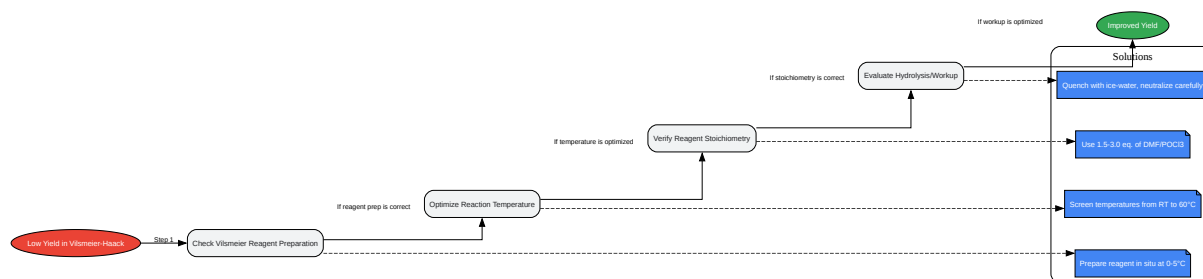 If workup is optimized
Improved Yield
Solutions
Evaluate Hydrolysis/Workup
If stoichiometry is correct
Quench with ice-water, neutralize carefully
Verify Reagent Stoichiometry
If temperature is optimized
Use 1.5-3.0 eq. of DMF/POCl3
Optimize Reaction Temperature
If reagent prep is correct
Screen temperatures from RT to 60°C
Low Yield in Vilsmeier-Haack
Step 1
Check Vilsmeier Reagent Preparation
Prepare reagent in situ at 0-5°C